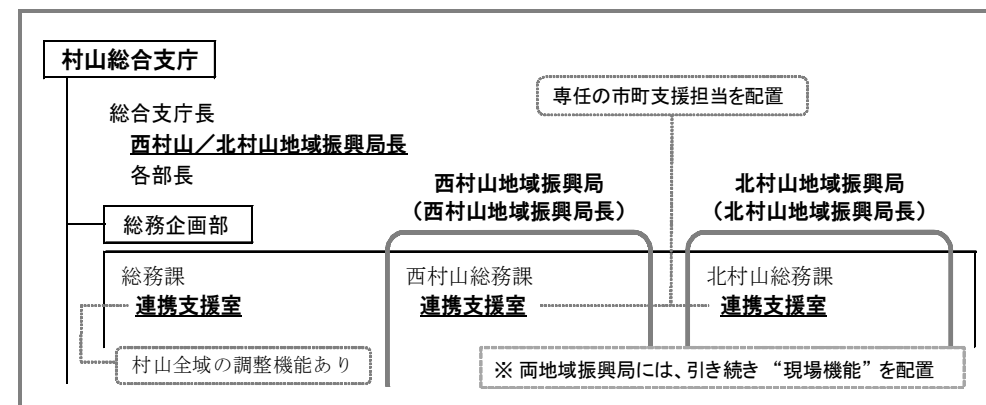 村山総合支庁
専任の市町支援担当を配置
総合支庁長
西村山／北村山地域振興局長
各部長
西村山地域振興局
（西村山地域振興局長）
北村山地域振興局
（北村山地域振興局長）
総務企画部
総務課
連携支援室
西村山総務課
連携支援室
北村山総務課
連携支援室
村山全域の調整機能あり
※ 両地域振興局には、引き続き “現場機能” を配置